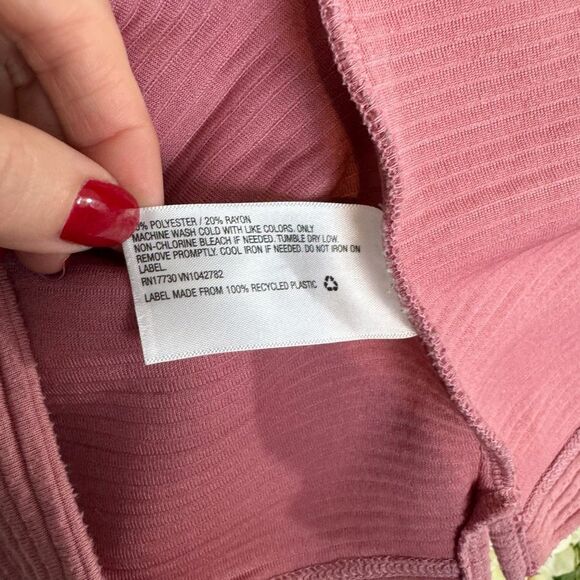 % POLYESTER / 20% RAYON
MACHINE WASH COLD WITH LIKE COLORS. ONLY
NON-CHLORINE BLEACH IF NEEDED. TUMBLE DRY LOW.
REMOVE PROMPTLY. COOL IRON IF NEEDED. DO NOT IRON ON
LABEL.
RN17730 VN1042782
LABEL MADE FROM 100% RECYCLED PLASTIC